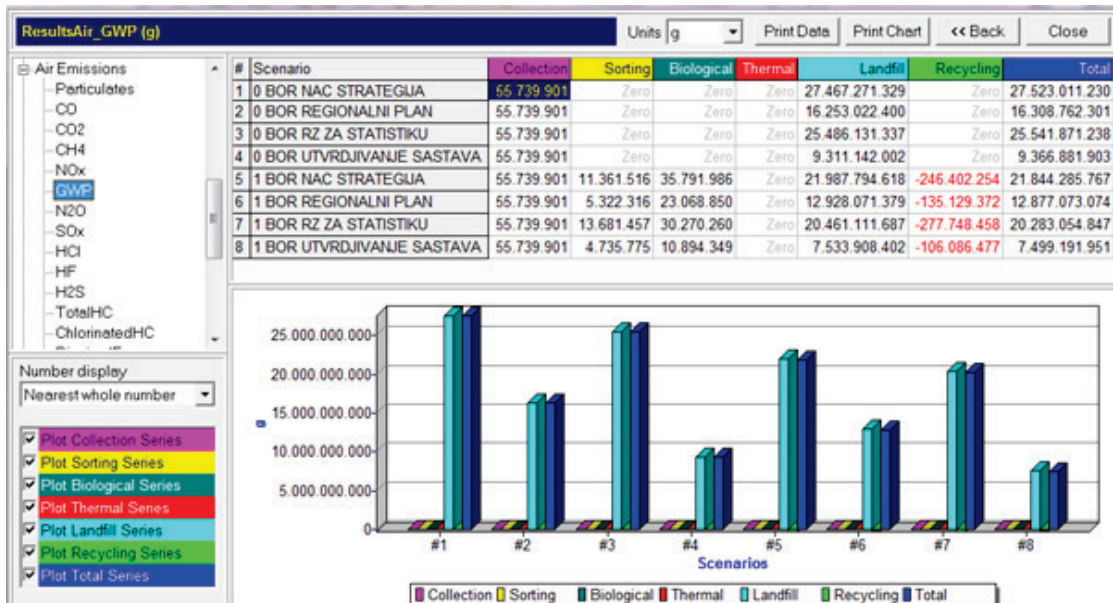 ResultsAir_GWP (g) Units g Print Data Print Chart << Back Close
Air Emissions
Particulates
CO
CO2
CH4
NOx
GWP
N2O
SOx
HCl
HF
H2S
TotalHC
ChlorinatedHC
# Scenario Collection Sorting Biological Thermal Landfill Recycling Total
1 0 BOR NAC STRATEGIJA 55.739.901 Zero Zero Zero 27.467.271.329 Zero 27.523.011.230
2 0 BOR REGIONALNI PLAN 55.739.901 Zero Zero Zero 16.253.022.400 Zero 16.308.762.301
3 0 BOR RZ ZA STATISTIKU 55.739.901 Zero Zero Zero 25.486.131.337 Zero 25.541.871.238
4 0 BOR UTVRDJIVANJE SASTAVA 55.739.901 Zero Zero Zero 9.311.142.002 Zero 9.366.881.903
5 1 BOR NAC STRATEGIJA 55.739.901 11.361.516 35.791.986 Zero 21.987.794.618 -246.402.254 21.844.285.767
6 1 BOR REGIONALNI PLAN 55.739.901 5.322.316 23.068.850 Zero 12.928.071.379 -135.129.372 12.877.073.074
7 1 BOR RZ ZA STATISTIKU 55.739.901 13.681.457 30.270.260 Zero 20.461.111.687 -277.748.458 20.283.054.847
8 1 BOR UTVRDJIVANJE SASTAVA 55.739.901 4.735.775 10.894.349 Zero 7.533.908.402 -106.086.477 7.499.191.951
Number display
Nearest whole number
Plot Collection Series
Plot Sorting Series
Plot Biological Series
Plot Thermal Series
Plot Landfill Series
Plot Recycling Series
Plot Total Series
25.000.000.000
20.000.000.000
15.000.000.000
10.000.000.000
5.000.000.000
0
g
#1 #2 #3 #4 #5 #6 #7 #8
Scenarios
Collection Sorting Biological Thermal Landfill Recycling Total